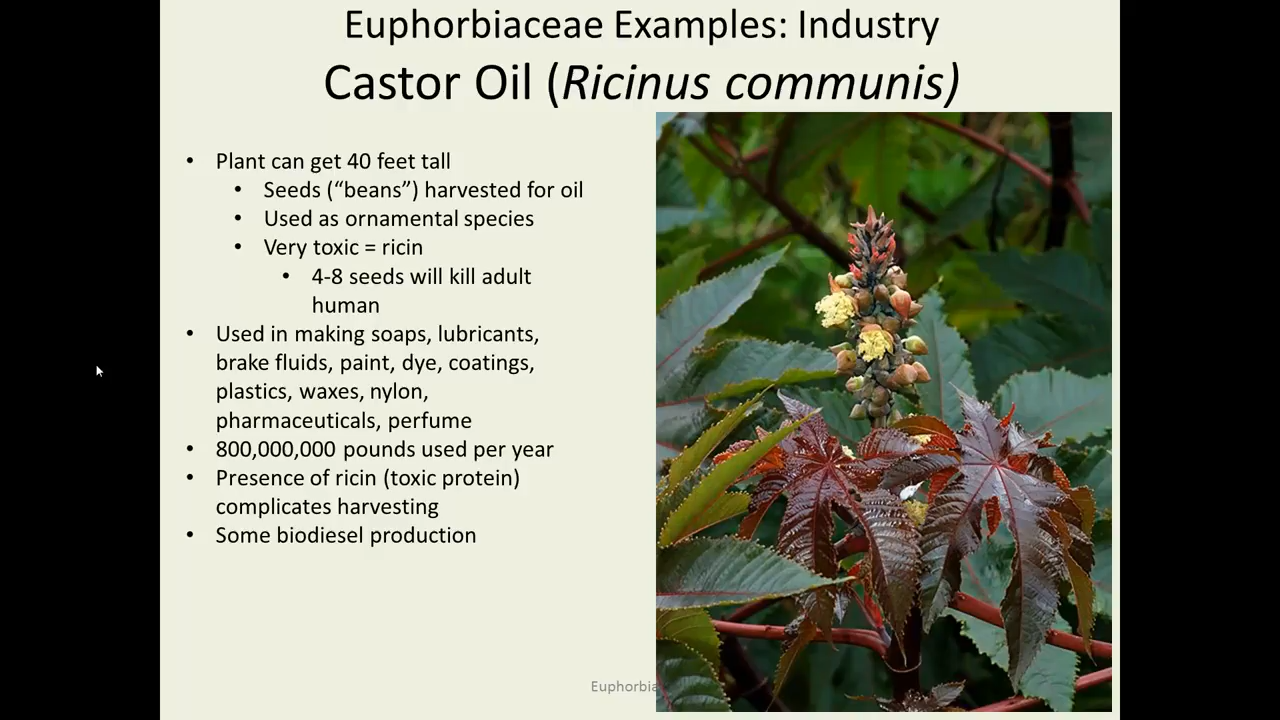 Euphorbiaceae Examples: Industry
Castor Oil (Ricinus communis)
• Plant can get 40 feet tall
• Seeds (“beans”) harvested for oil
• Used as ornamental species
• Very toxic = ricin
• 4-8 seeds will kill adult
human
• Used in making soaps, lubricants,
brake fluids, paint, dye, coatings,
plastics, waxes, nylon,
pharmaceuticals, perfume
• 800,000,000 pounds used per year
• Presence of ricin (toxic protein)
complicates harvesting
• Some biodiesel production